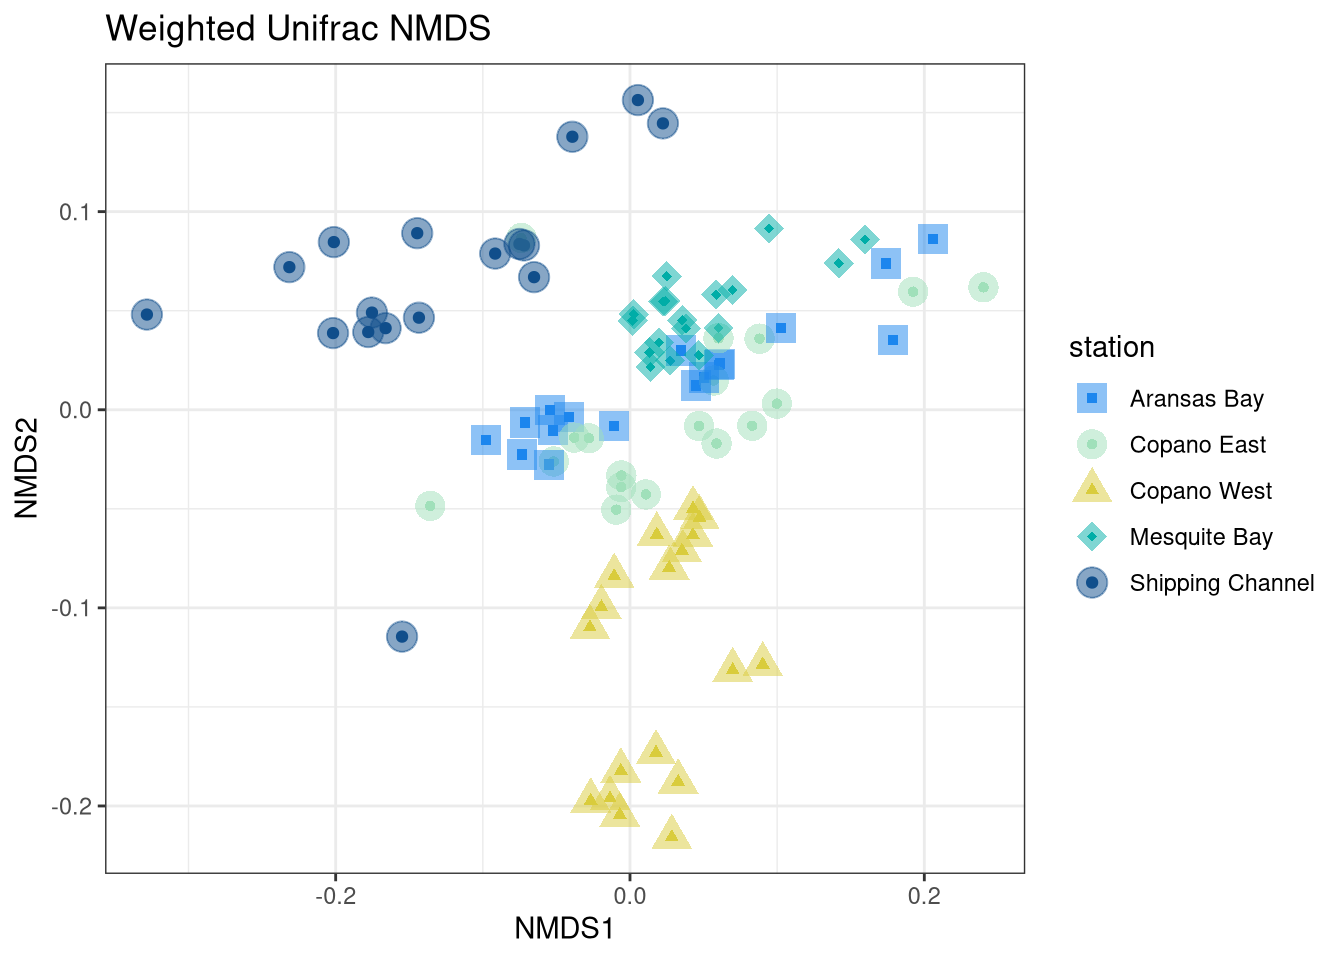 Weighted Unifrac NMDS
0.1
0.0
-0.1
-0.2
NMDS2
-0.2
0.0
0.2
NMDS1
station
Aransas Bay
Copano East
Copano West
Mesquite Bay
Shipping Channel